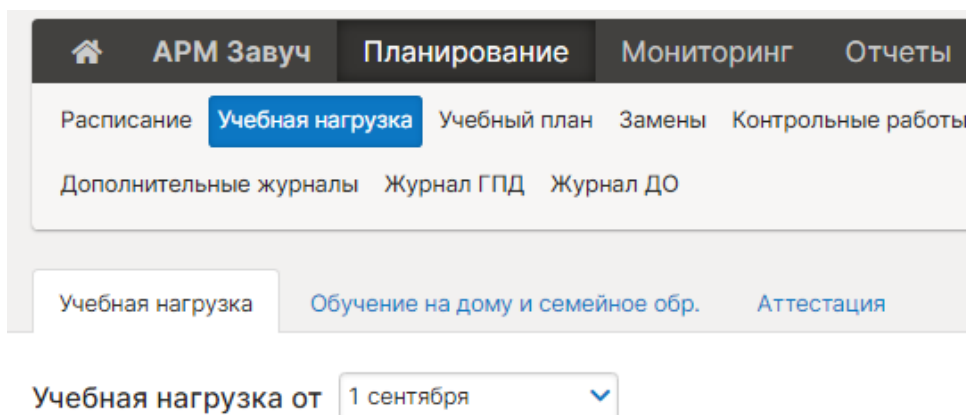 АРМ Завуч Планирование Мониторинг Отчеты
Расписание Учебная нагрузка Учебный план Замены Контрольные работы
Дополнительные журналы Журнал ГПД Журнал ДО
Учебная нагрузка Обучение на дому и семейное обр. Аттестация
Учебная нагрузка от 1 сентября